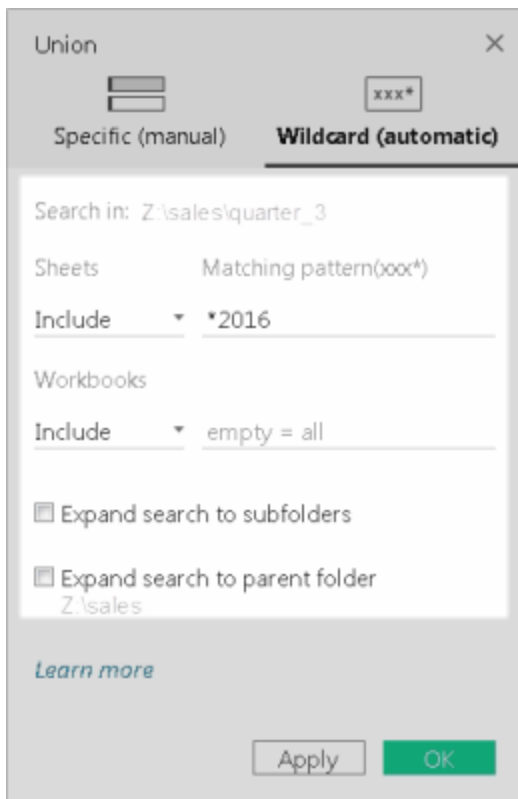 Union
xxx*
Specific (manual) Wildcard (automatic)
Search in: Z:\sales\quarter_3
Sheets Matching pattern(xxx*)
Include *2016
Workbooks
Include empty = all
Expand search to subfolders
Expand search to parent folder
Z:\sales
Learn more
Apply OK